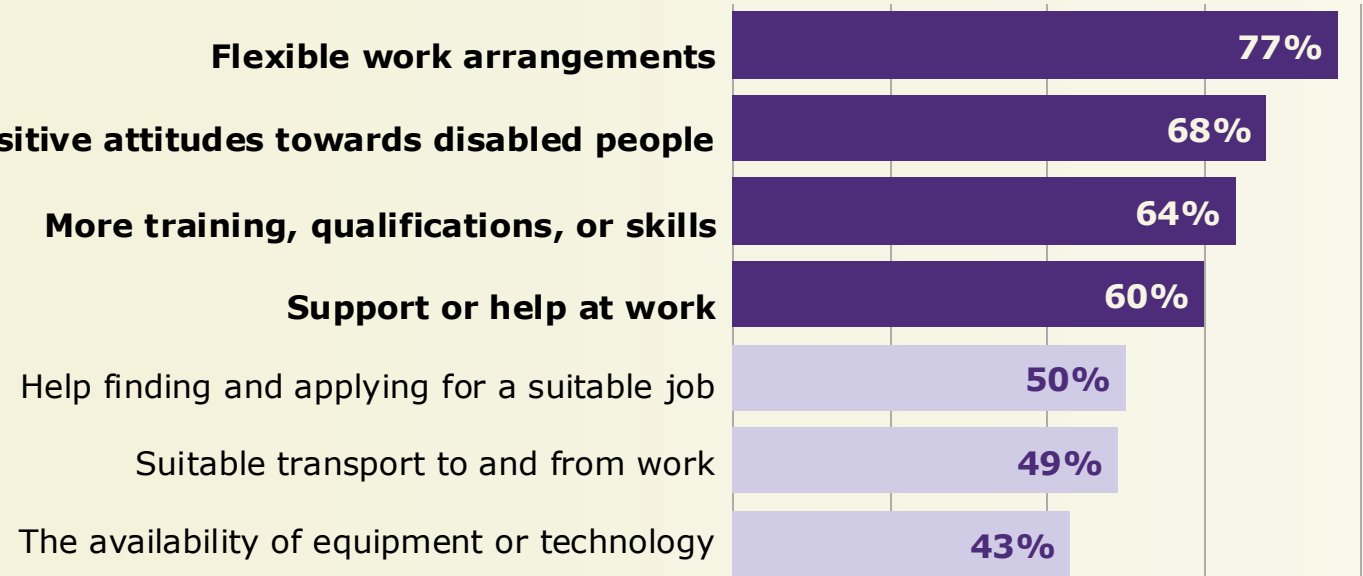 Flexible work arrangements 77%
sitive attitudes towards disabled people 68%
More training, qualifications, or skills 64%
Support or help at work 60%
Help finding and applying for a suitable job 50%
Suitable transport to and from work 49%
The availability of equipment or technology 43%